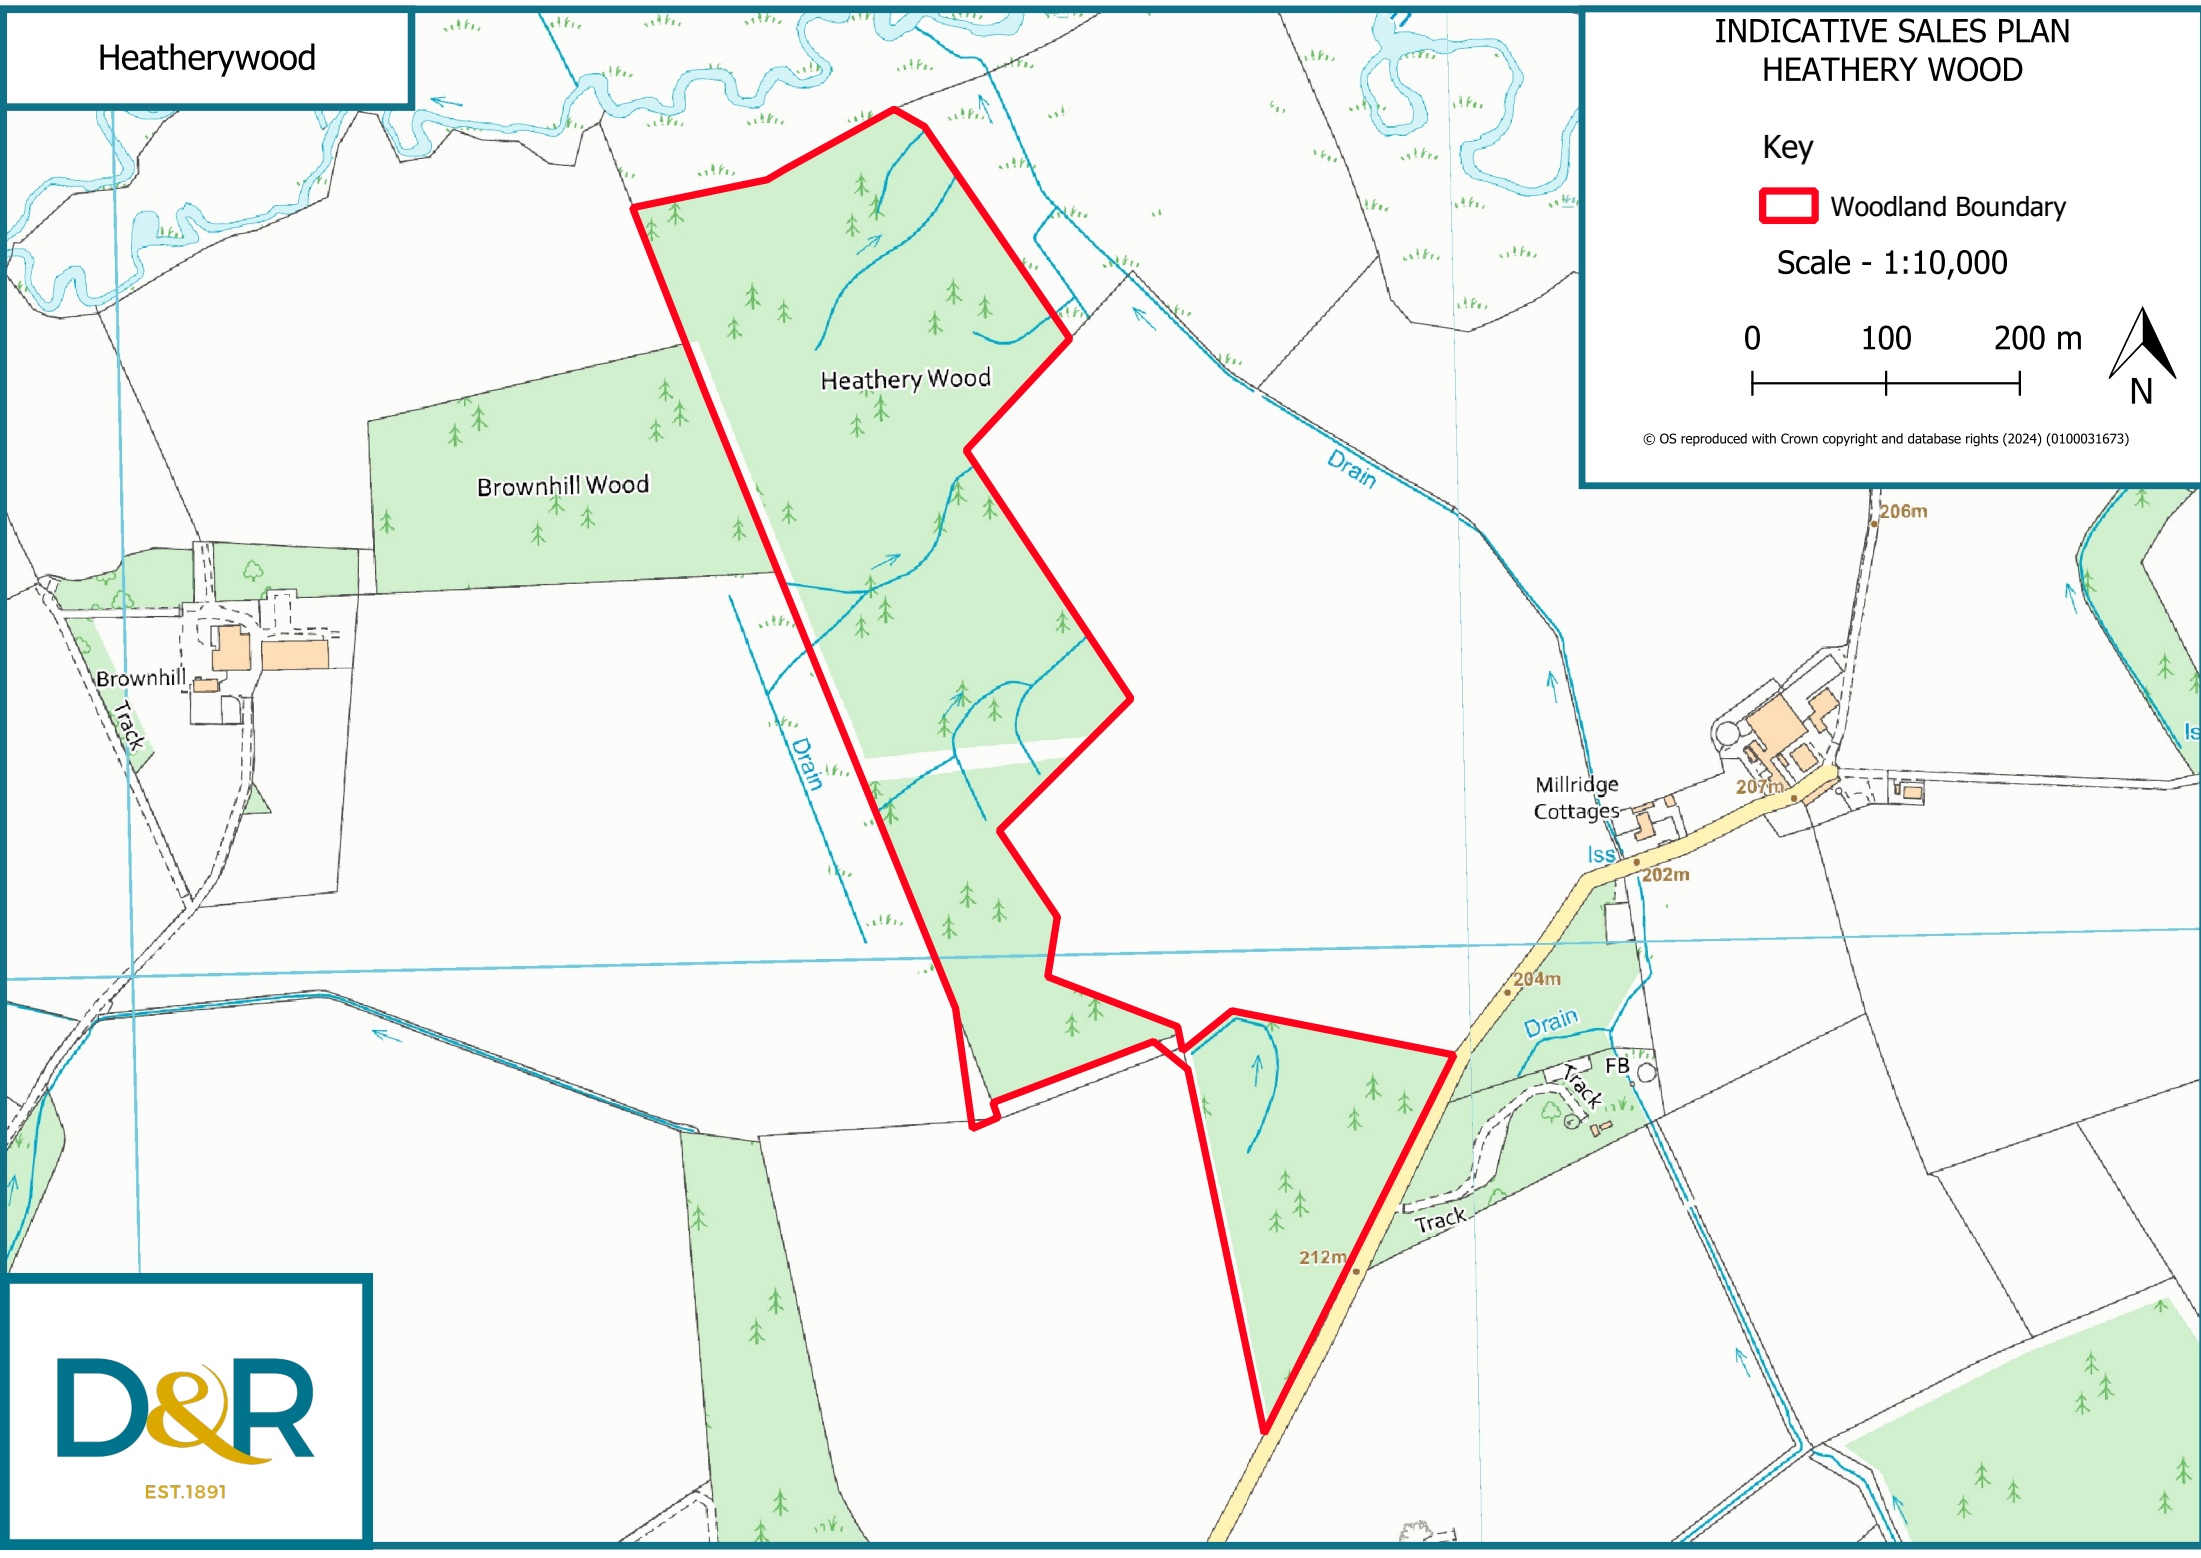 Heatherywood
INDICATIVE SALES PLAN
HEATHERY WOOD
Key
Woodland Boundary
Scale - 1:10,000
0 100 200 m
N
© OS reproduced with Crown copyright and database rights (2024) (0100031673)
Heathery Wood
Brownhill Wood
Drain
206m
Brownhill
Track
Drain
Is
Millridge
Cottages
207m
Iss
202m
204m
Drain
FB
Track
Track
212m
D&R
EST.1891